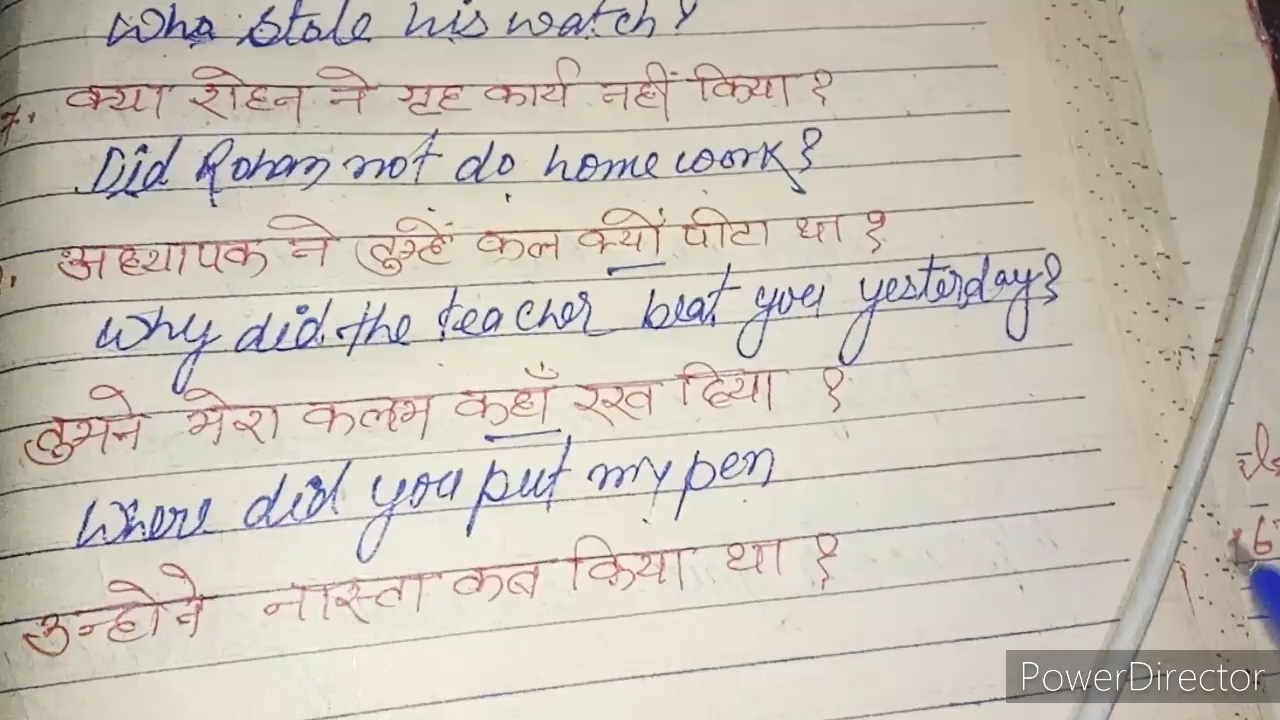 Who stole his watch?
7. क्या रोहन ने गृह कार्य नहीं किया ?
Did Rohan not do home work?
अध्यापक ने तुम्हें कल क्यों पीटा था ?
Why did the teacher beat you yesterday?
तुमने मेरा कलम कहाँ रख दिया ?
Where did you put my pen
उन्होने नास्ता कब किया था ?
PowerDirector